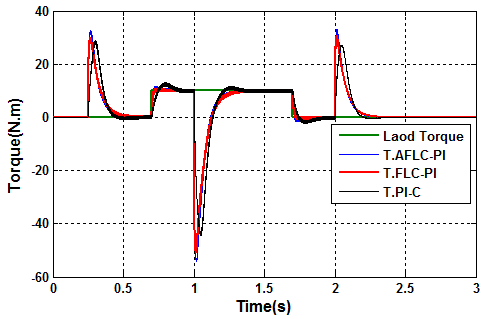 40
20
0
-20
-40
-60
Torque(N.m)
Laod Torque
T.AFLC-PI
T.FLC-PI
T.PI-C
0 0.5 1 1.5 2 2.5 3
Time(s)